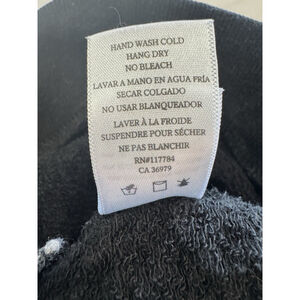 HAND WASH COLD
HANG DRY
NO BLEACH
LAVAR A MANO EN AGUA FRÍA
SECAR COLGADO
NO USAR BLANQUEADOR
LAVER À LA FROIDE
SUSPENDRE POUR SÉCHER
NE PAS BLANCHIR
RN#117784
CA 36979